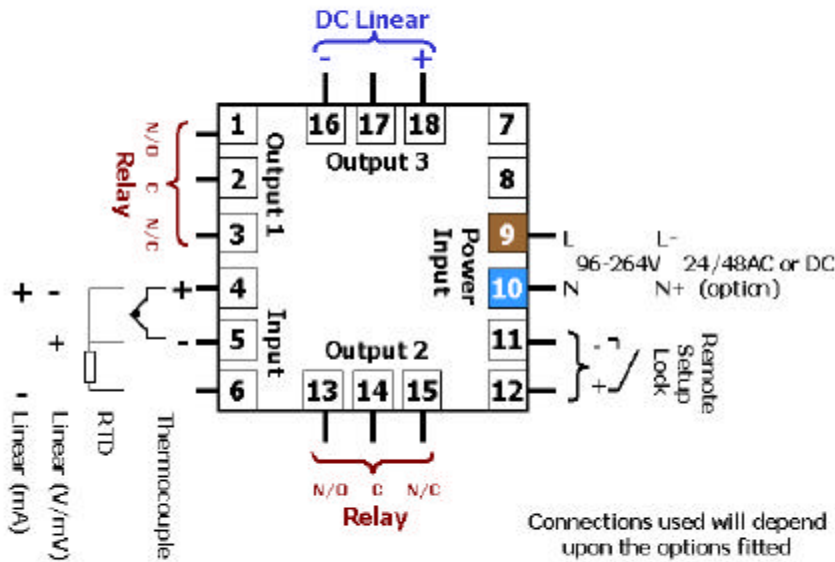 DC Linear
- +
1 16 17 18 7
Output 3
N/O
C
N/C
Relay
Output 1
2 8
3 9
Power Input
L L-
96-264V 24/48AC or DC
N N+ (option)
4 10
+ - +
Input
+ - 5 11
Output 2
-
+
Remote Setup Lock
- 6 13 14 15 12
Thermocouple
RTD
Linear (V/mV)
Linear (mA)
N/O C N/C
Relay
Connections used will depend
upon the options fitted